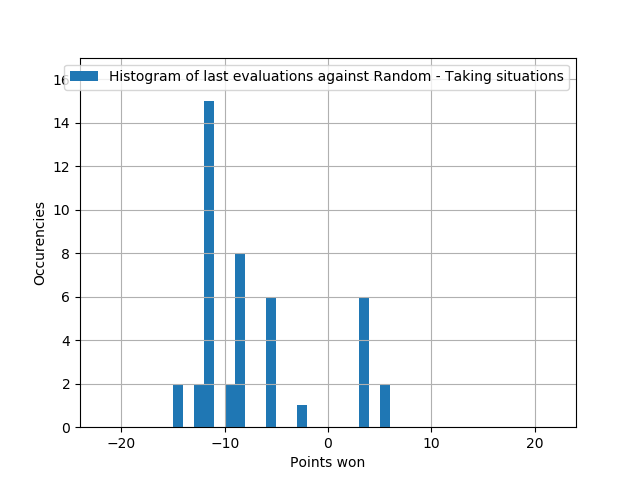 Histogram of last evaluations against Random - Taking situations
16
14
12
10
8
6
4
2
0
Occurencies
−20 −10 0 10 20
Points won